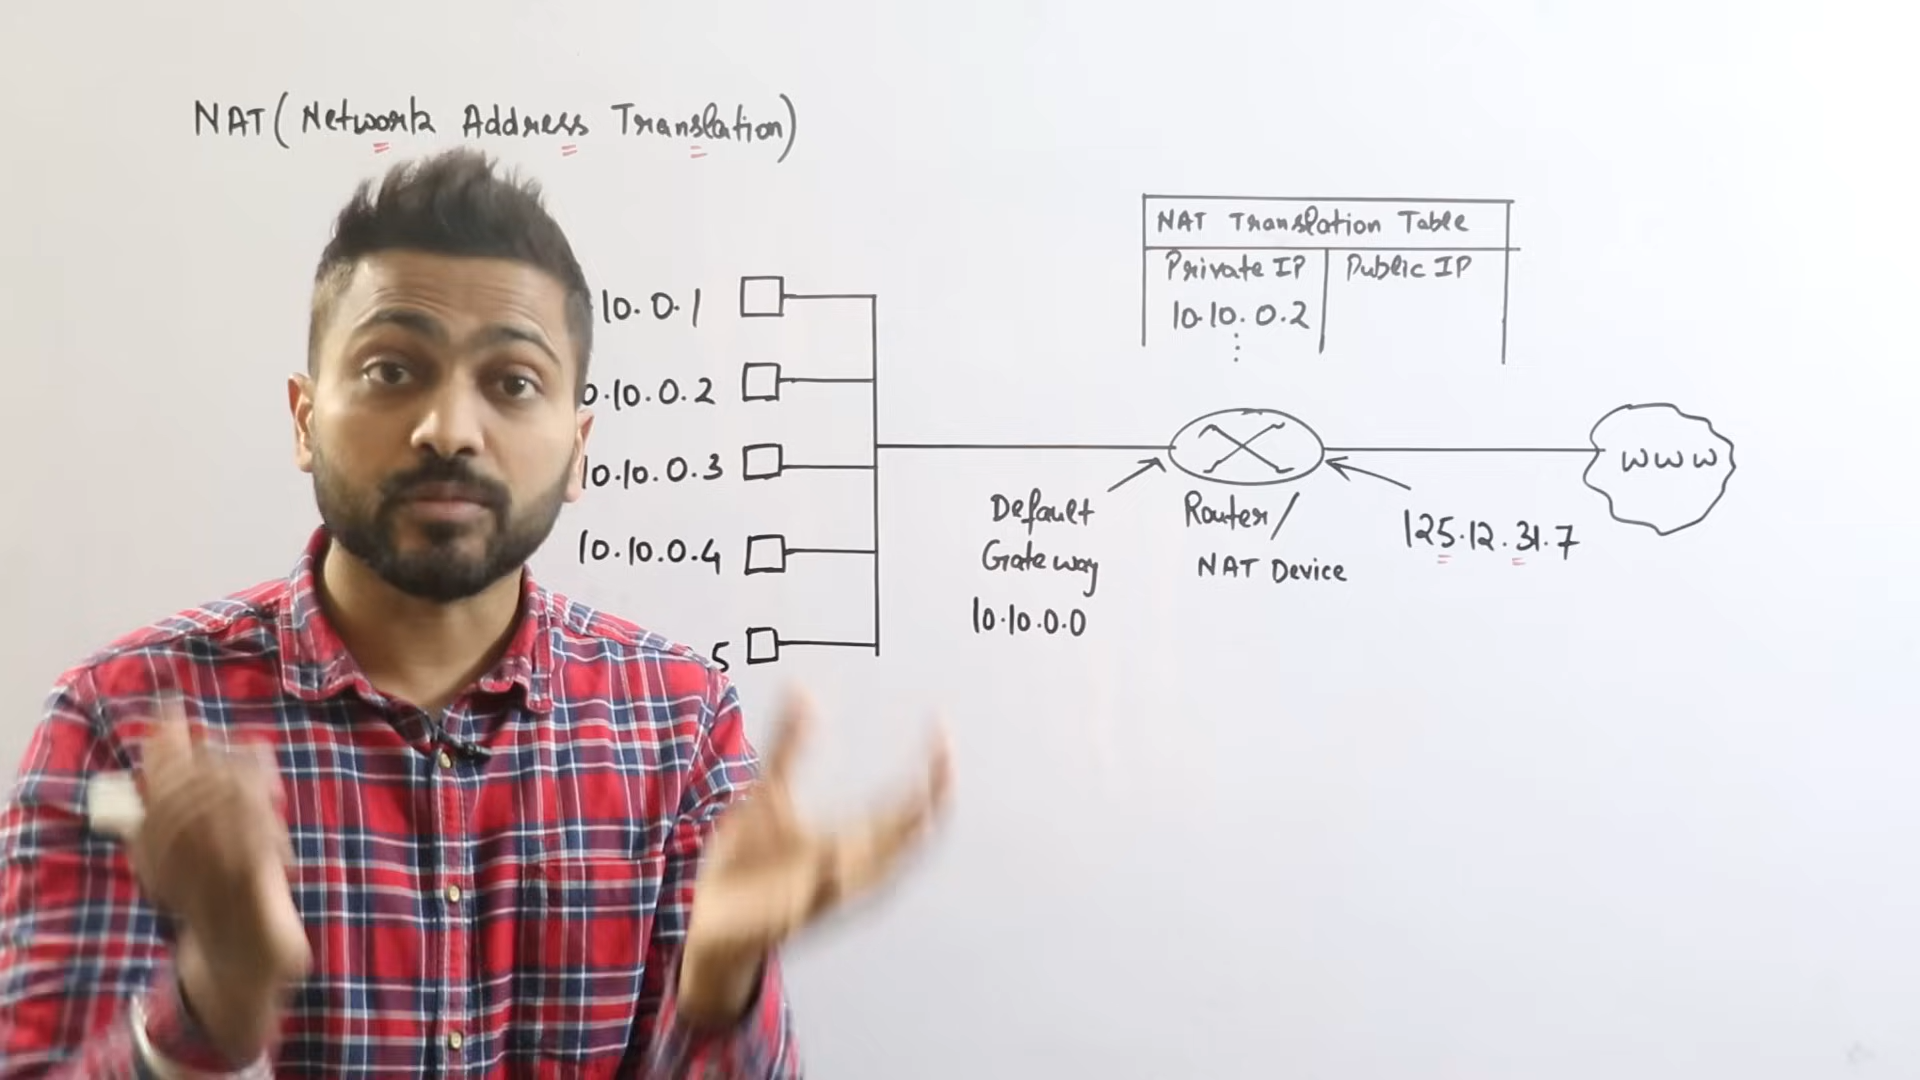 NAT (Network Address Translation)
NAT Translation Table
Private IP Public IP
10.10.0.2
10.0.1
0.10.0.2
10.10.0.3
10.10.0.4
5
Default
Gateway
10.10.0.0
Router/
NAT Device
125.12.31.7
www